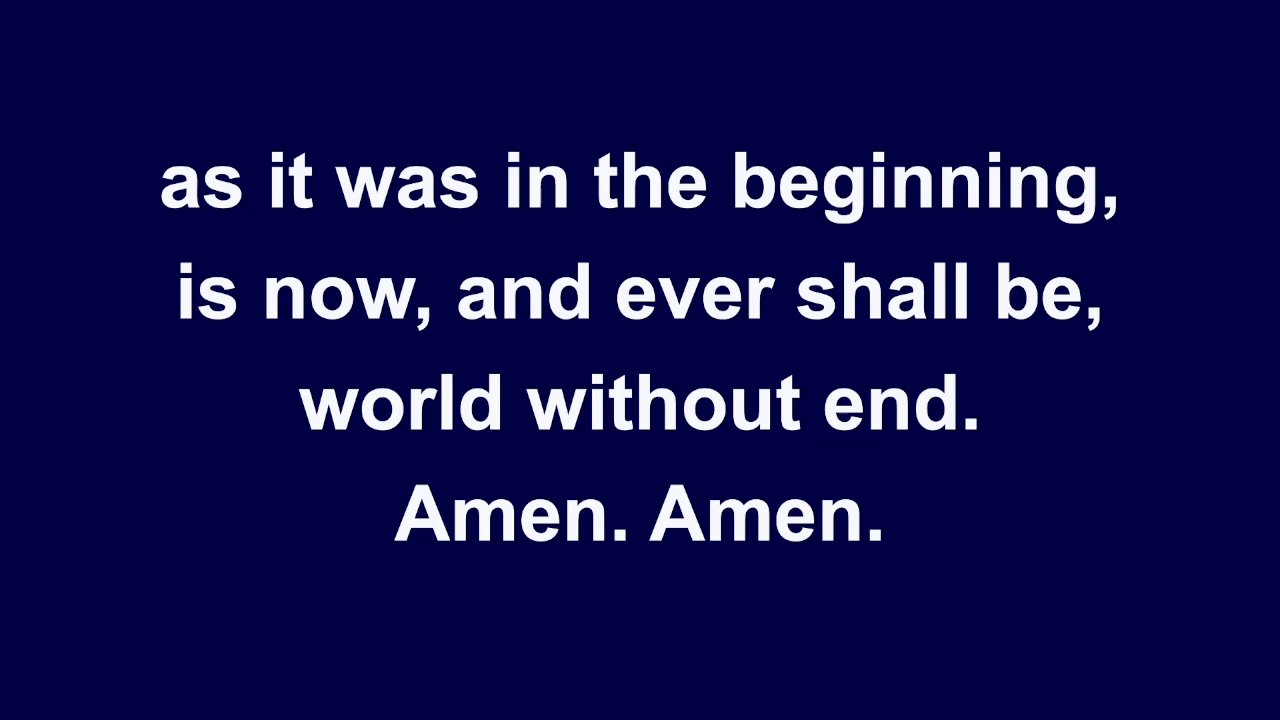 as it was in the beginning,
is now, and ever shall be,
world without end.
Amen. Amen.